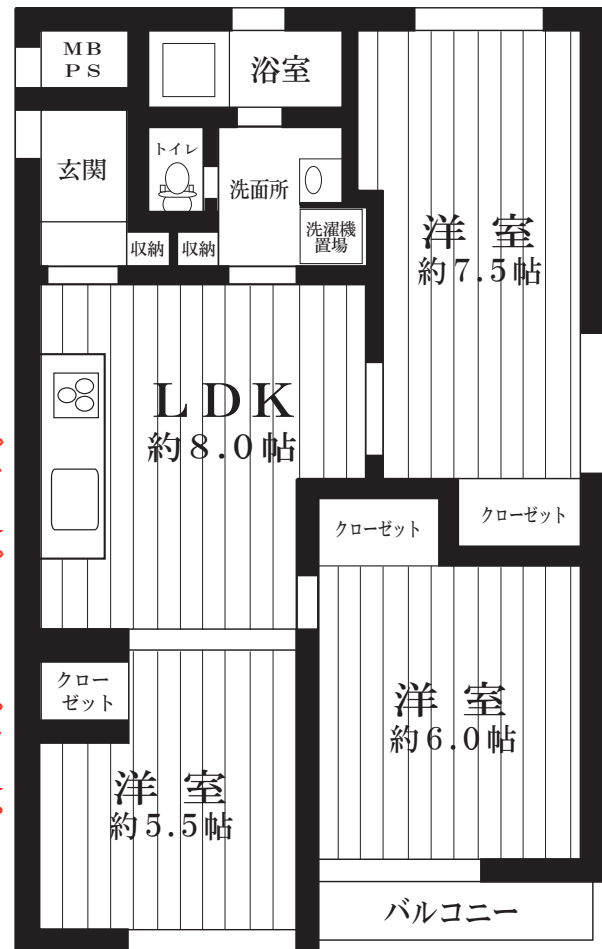 MB
PS
浴室
玄関
トイレ
洗面所
収納
収納
洗濯機
置場
洋室
約7.5帖
LDK
約8.0帖
クローゼット
クローゼット
クロー
ゼット
洋室
約6.0帖
洋室
約5.5帖
バルコニー